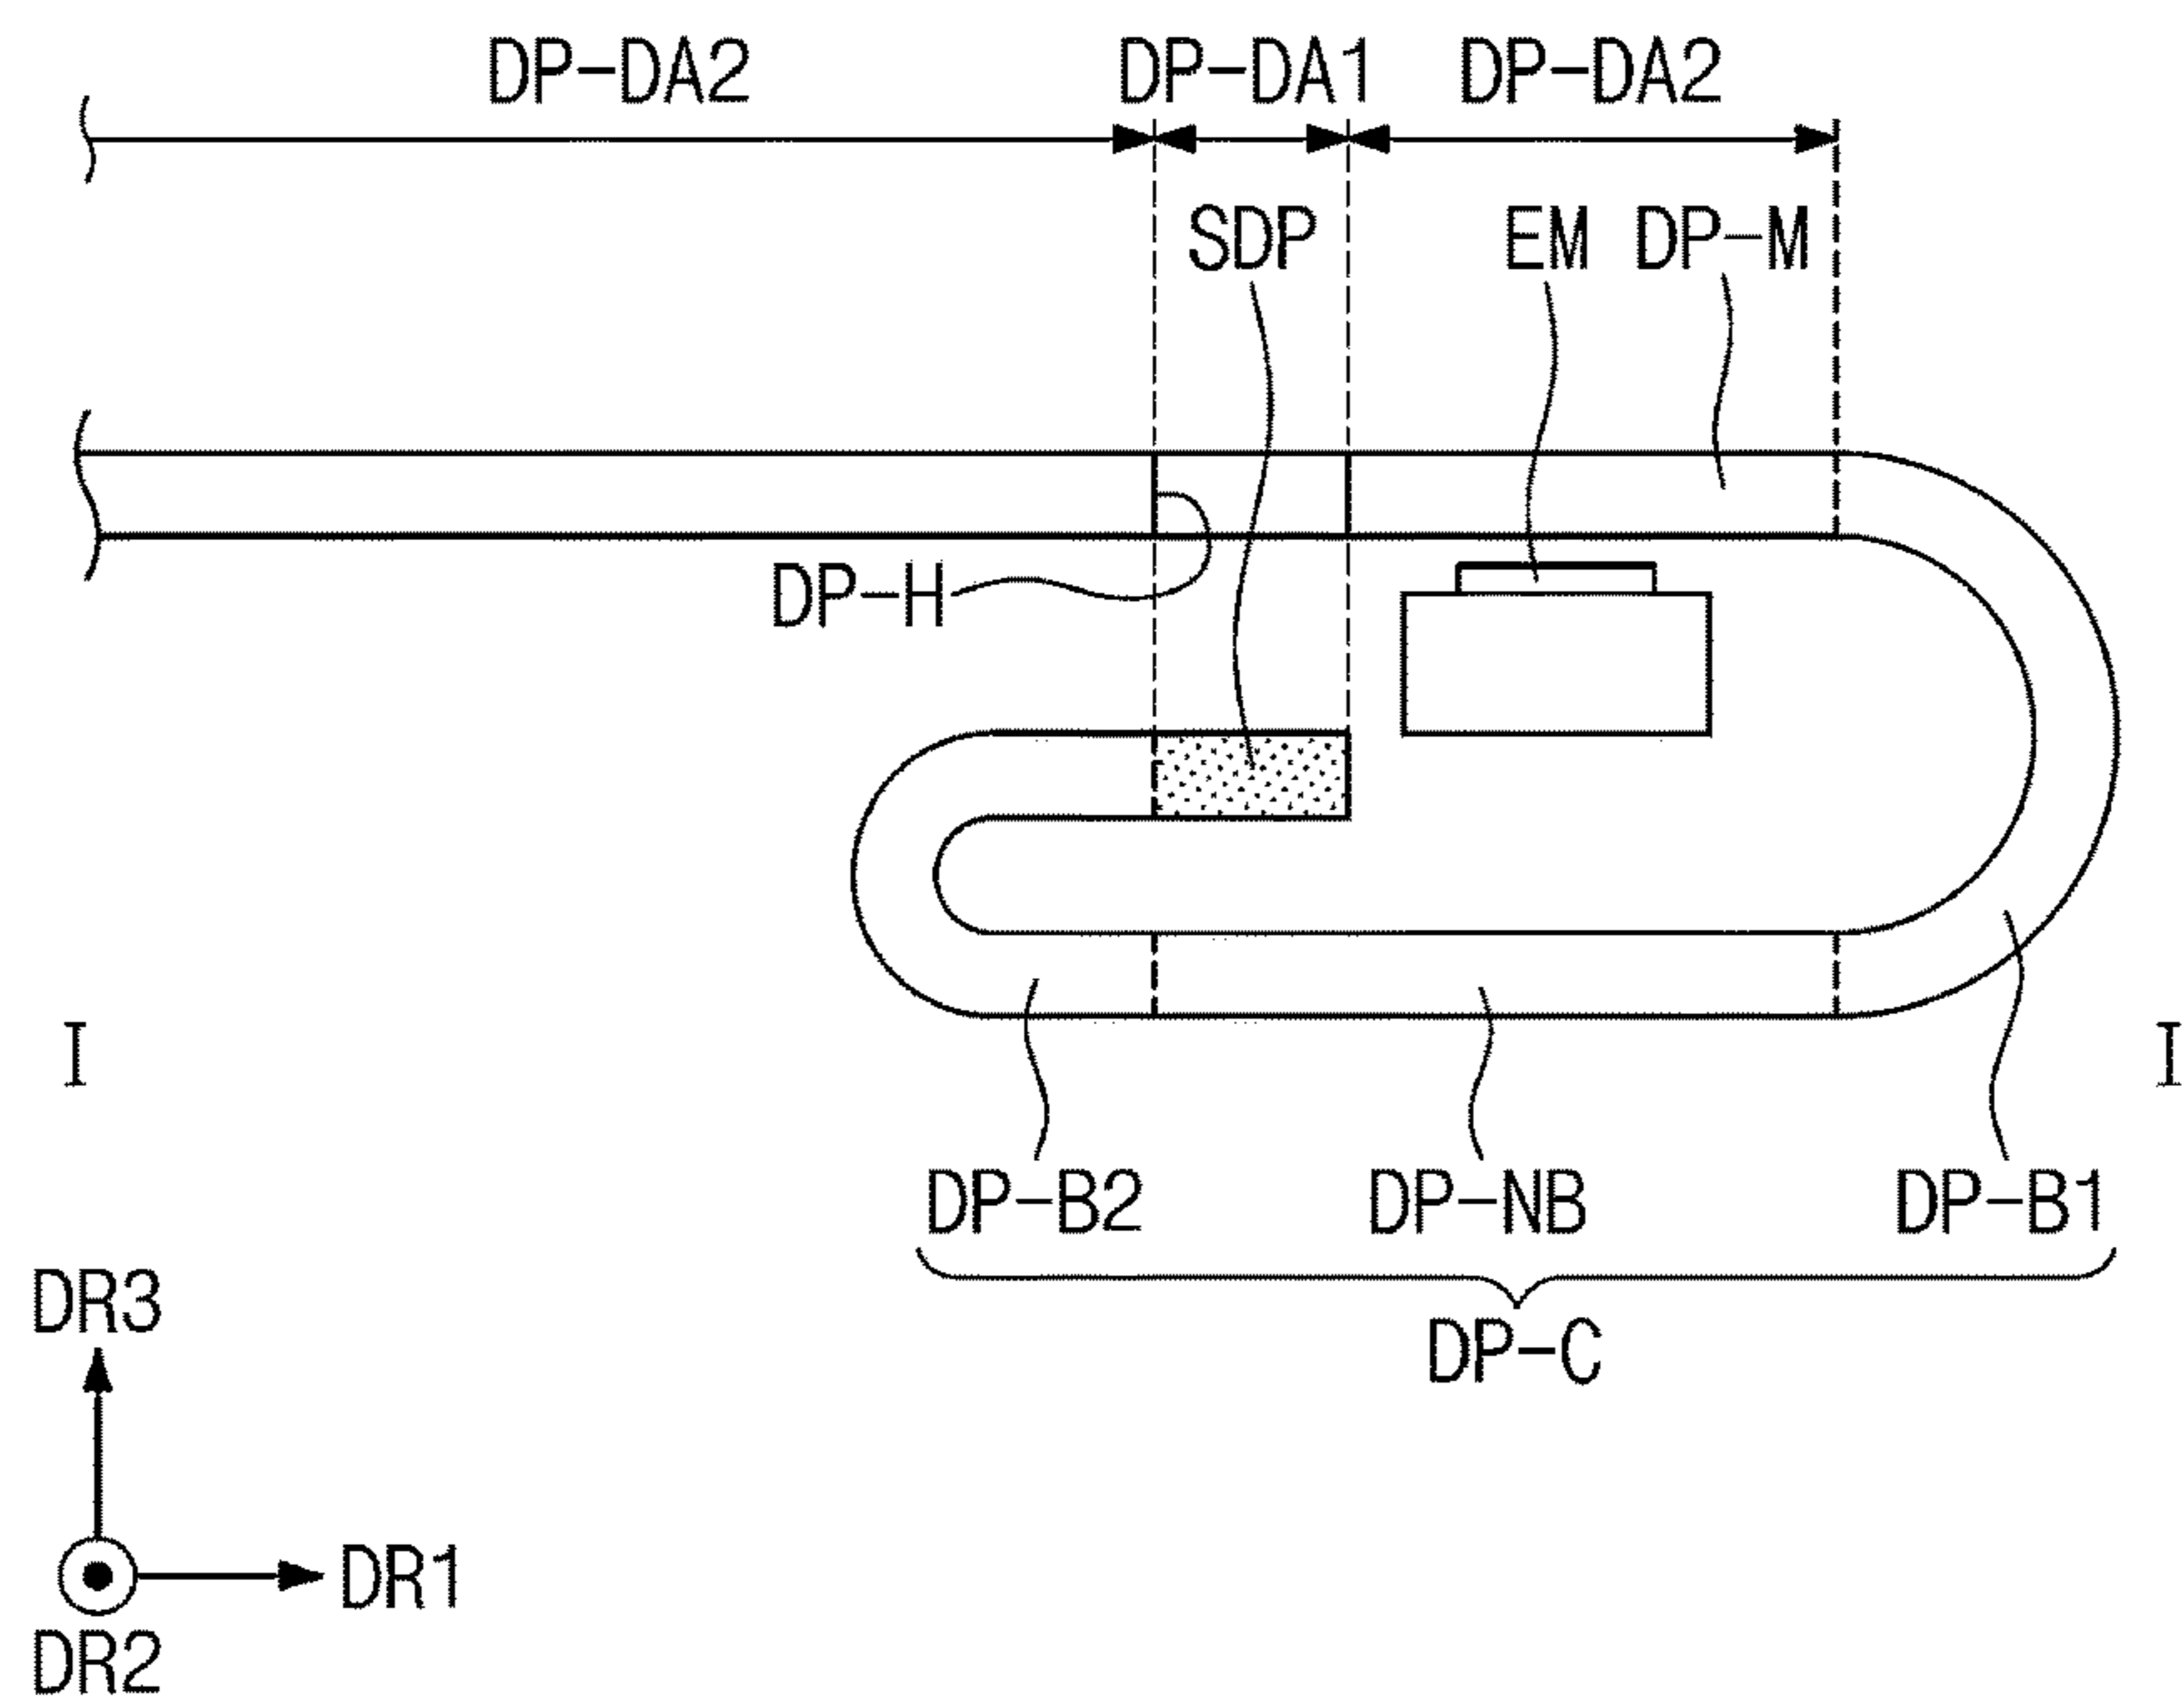 DP-DA2 DP-DA1 DP-DA2
SDP EM DP-M
DP-H
I I
DP-B2 DP-NB DP-B1
DP-C
DR3
DR1
DR2